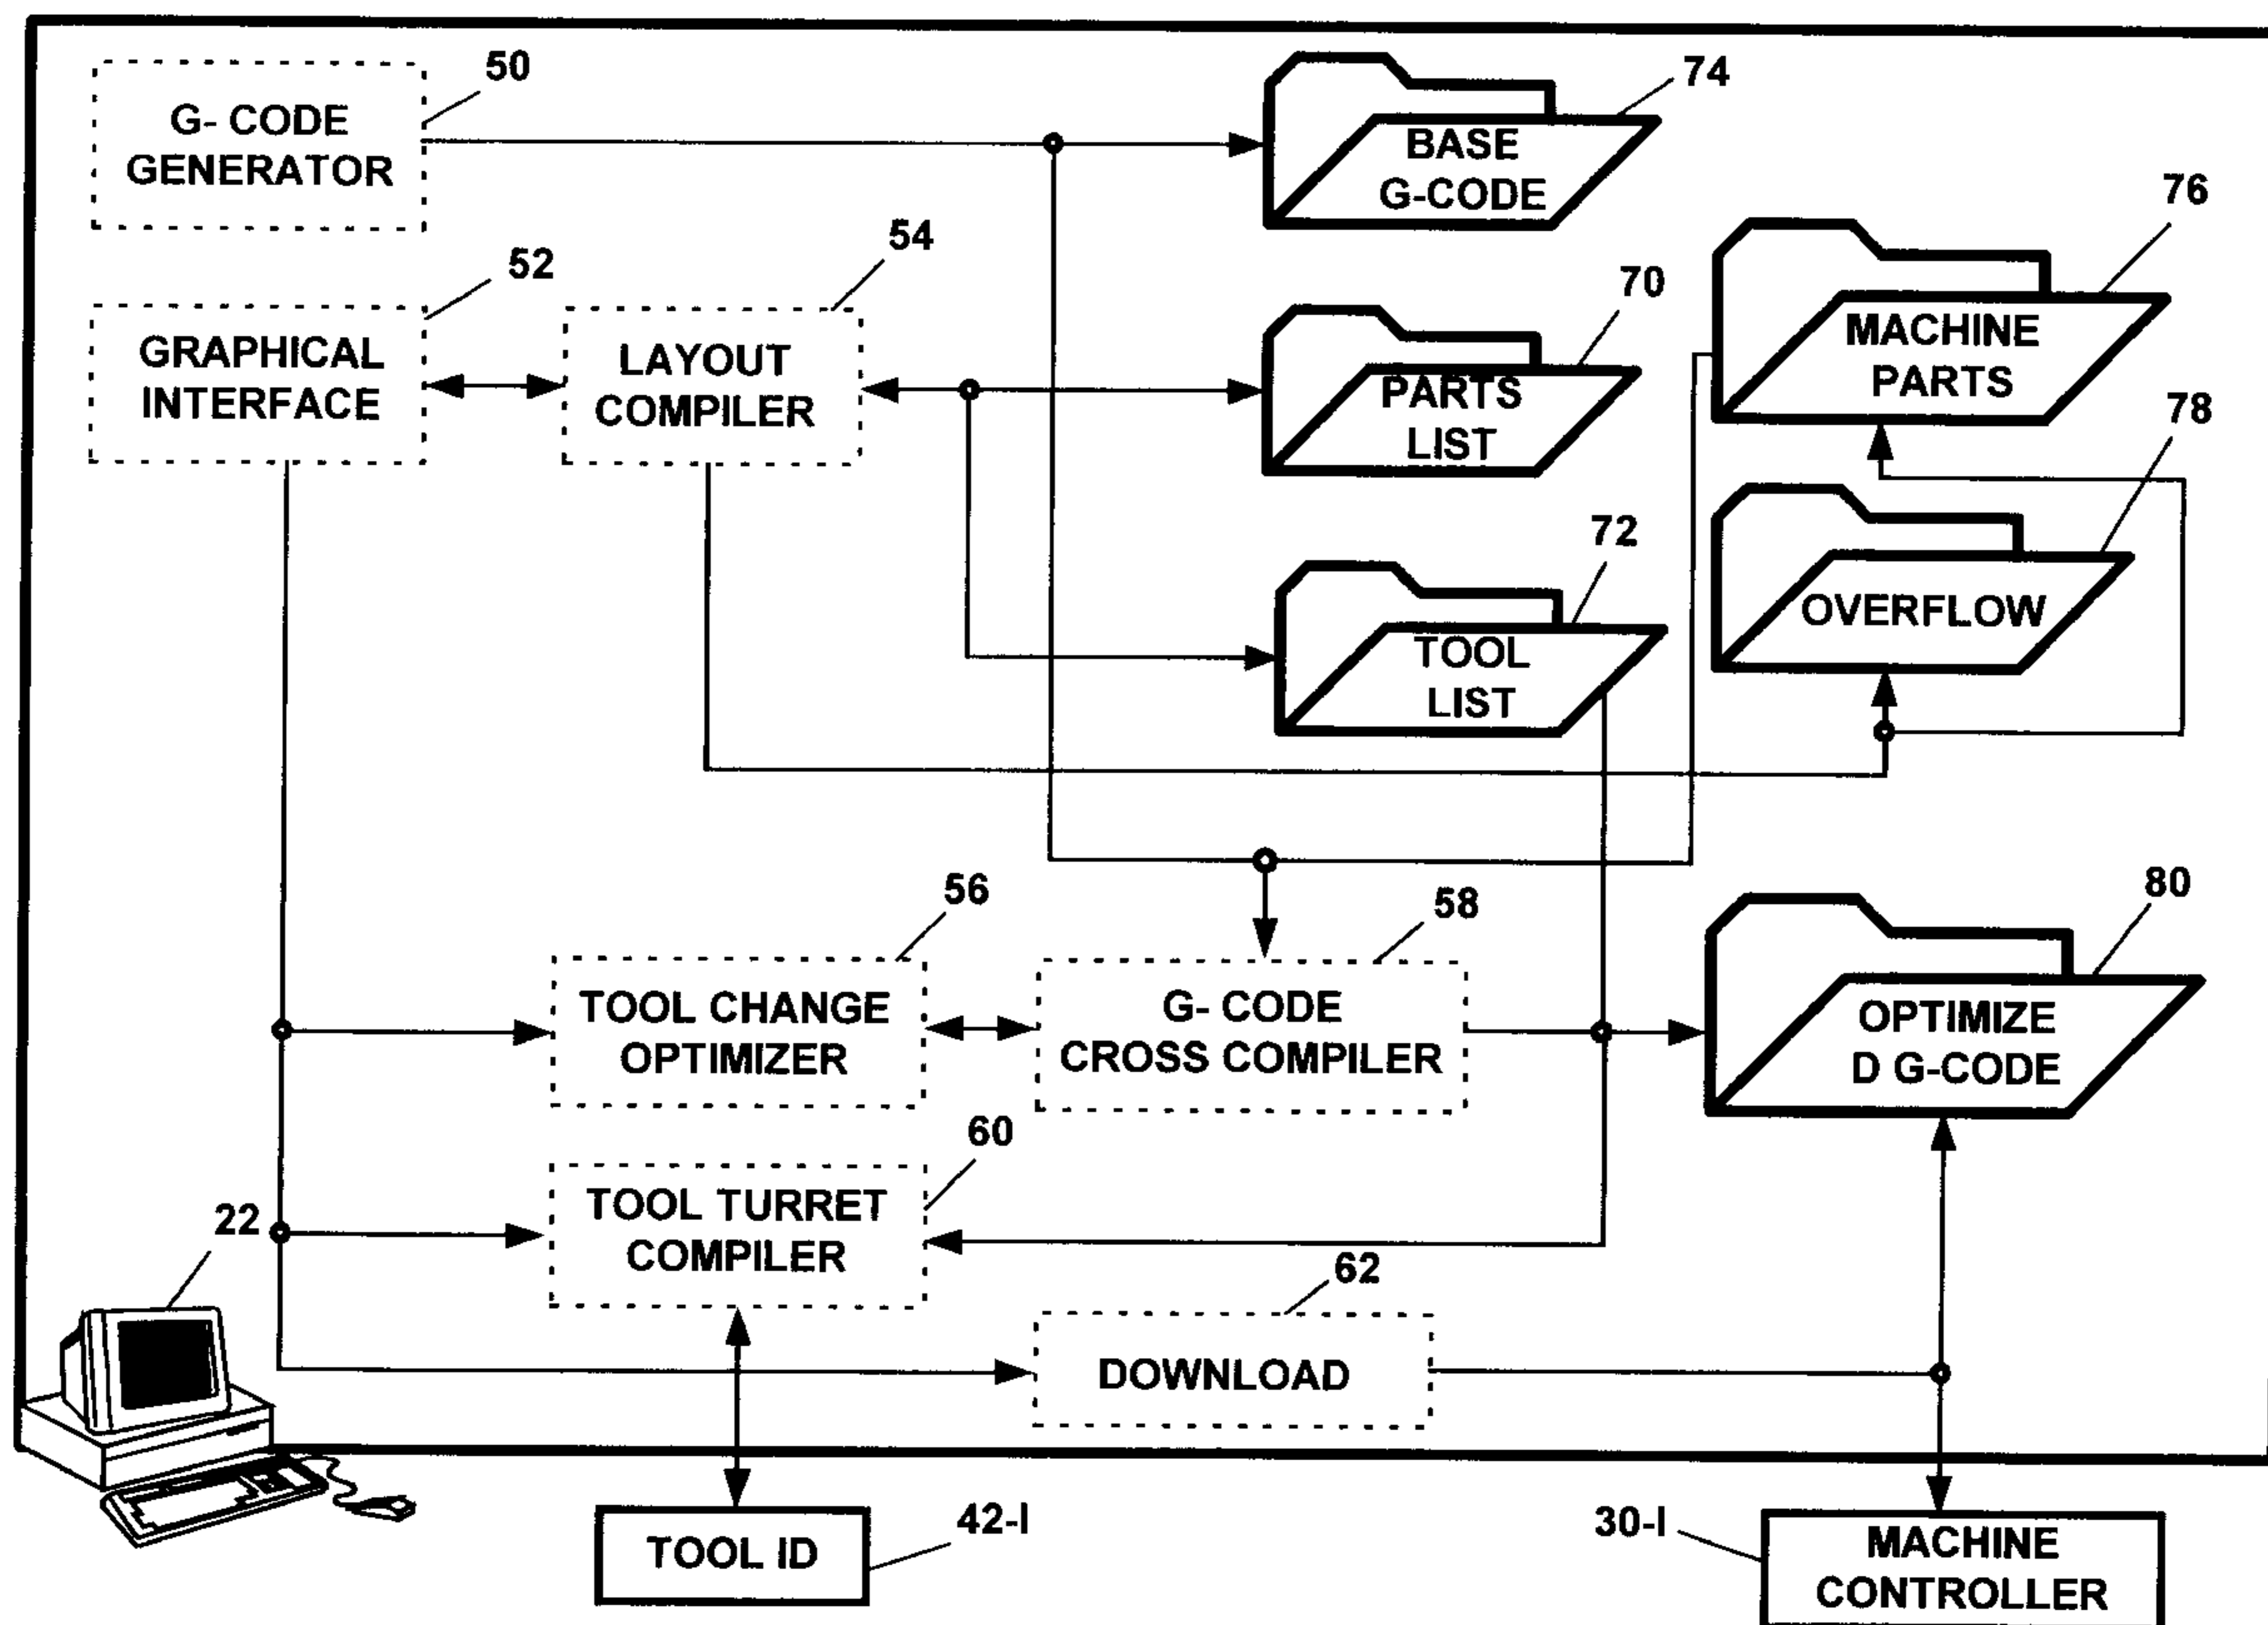 50
G- CODE
GENERATOR
74
BASE
G-CODE
52
GRAPHICAL
INTERFACE
54
LAYOUT
COMPILER
70
PARTS
LIST
76
MACHINE
PARTS
78
OVERFLOW
72
TOOL
LIST
56
TOOL CHANGE
OPTIMIZER
58
G- CODE
CROSS COMPILER
80
OPTIMIZE
D G-CODE
60
TOOL TURRET
COMPILER
22
62
DOWNLOAD
42-I
TOOL ID
30-I
MACHINE
CONTROLLER